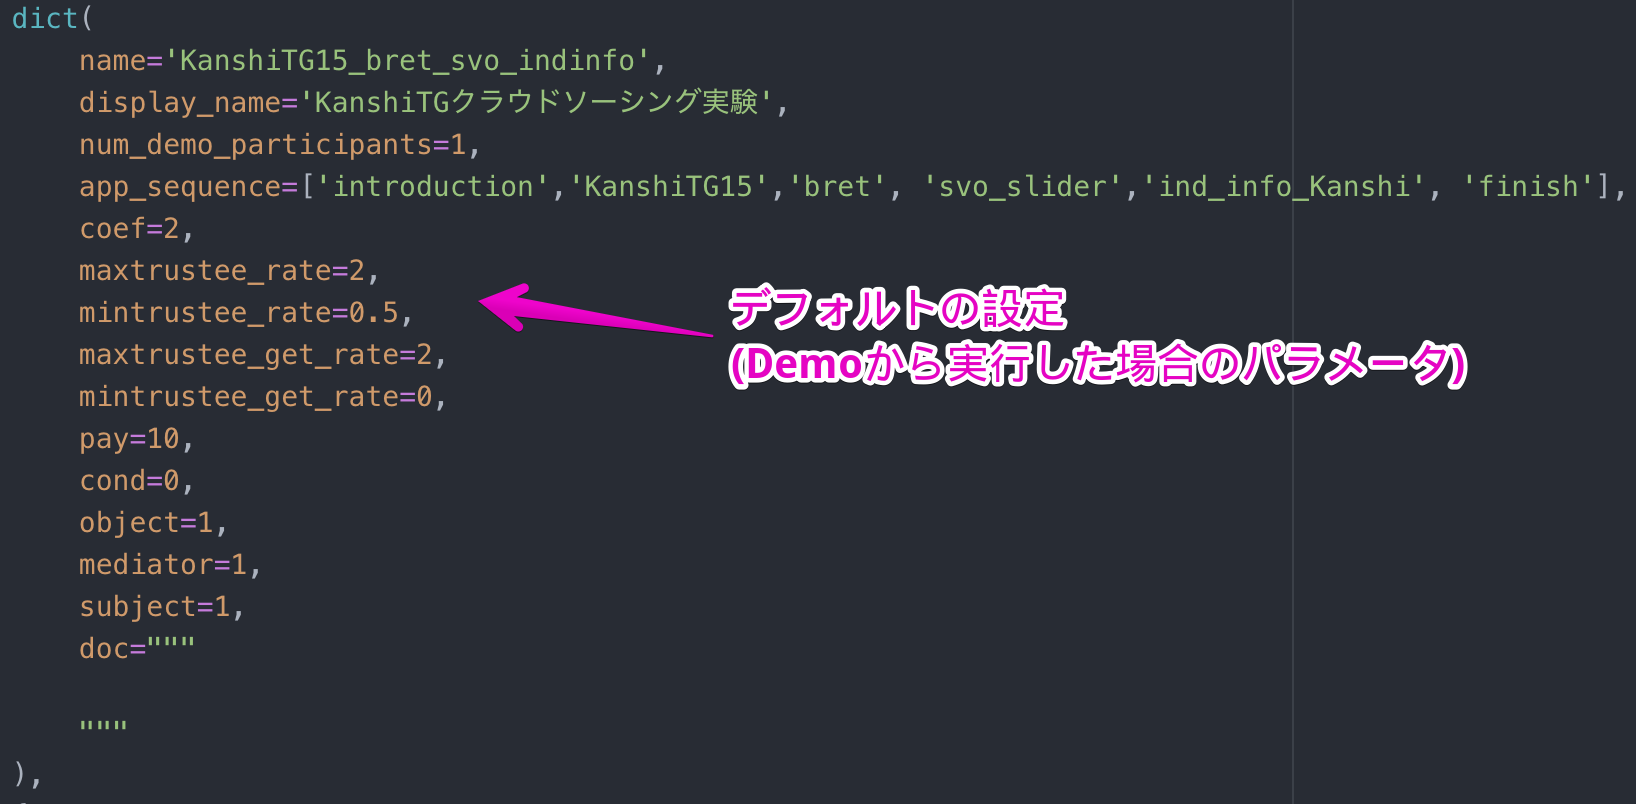 dict(
name='KanshiTG15_bret_svo_indinfo',
display_name='KanshiTGクラウドソーシング実験',
num_demo_participants=1,
app_sequence=['introduction','KanshiTG15','bret', 'svo_slider','ind_info_Kanshi', 'finish'],
coef=2,
maxtrustee_rate=2,
mintrustee_rate=0.5,
maxtrustee_get_rate=2,
mintrustee_get_rate=0,
pay=10,
cond=0,
object=1,
mediator=1,
subject=1,
doc="""
"""
),
デフォルトの設定
(Demoから実行した場合のパラメータ)